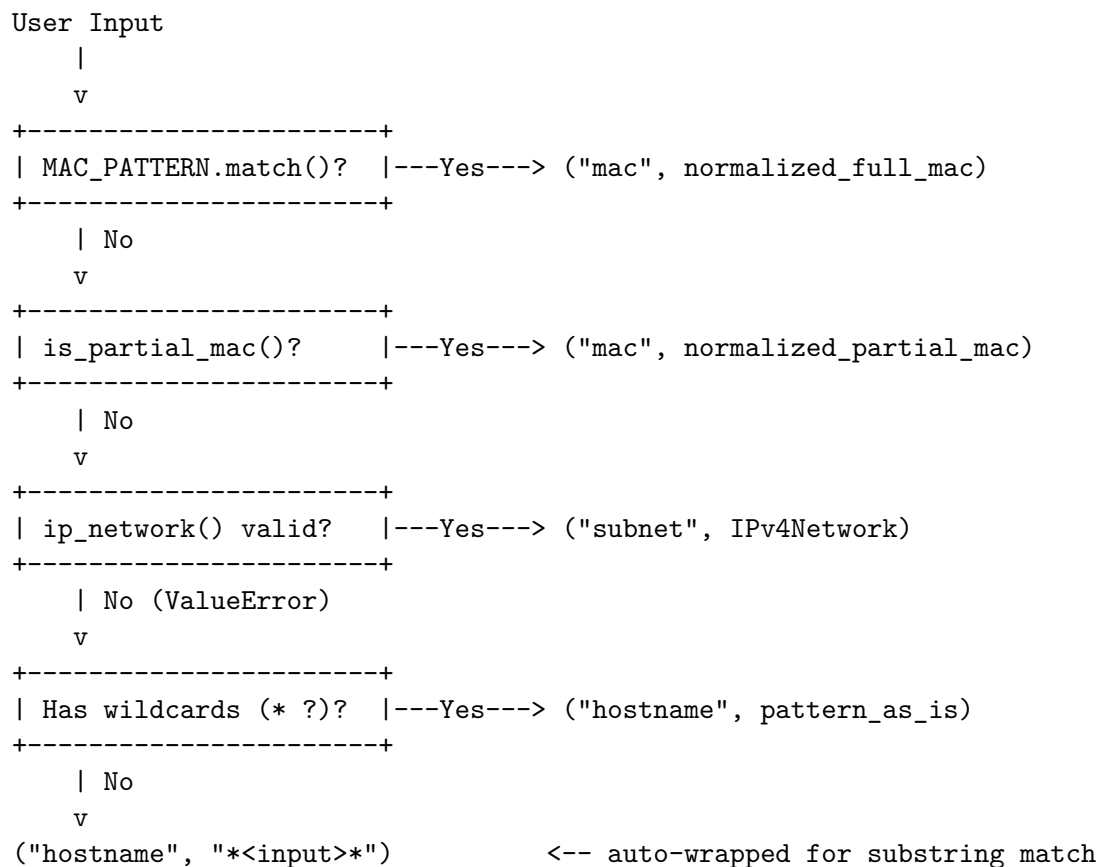 User Input
    |
    v
+-----------------------+
| MAC_PATTERN.match()?  |---Yes---> ("mac", normalized_full_mac)
+-----------------------+
    | No
    v
+-----------------------+
| is_partial_mac()?     |---Yes---> ("mac", normalized_partial_mac)
+-----------------------+
    | No
    v
+-----------------------+
| ip_network() valid?   |---Yes---> ("subnet", IPv4Network)
+-----------------------+
    | No (ValueError)
    v
+-----------------------+
| Has wildcards (* ?)?  |---Yes---> ("hostname", pattern_as_is)
+-----------------------+
    | No
    v
("hostname", "*<input>*")          <-- auto-wrapped for substring match